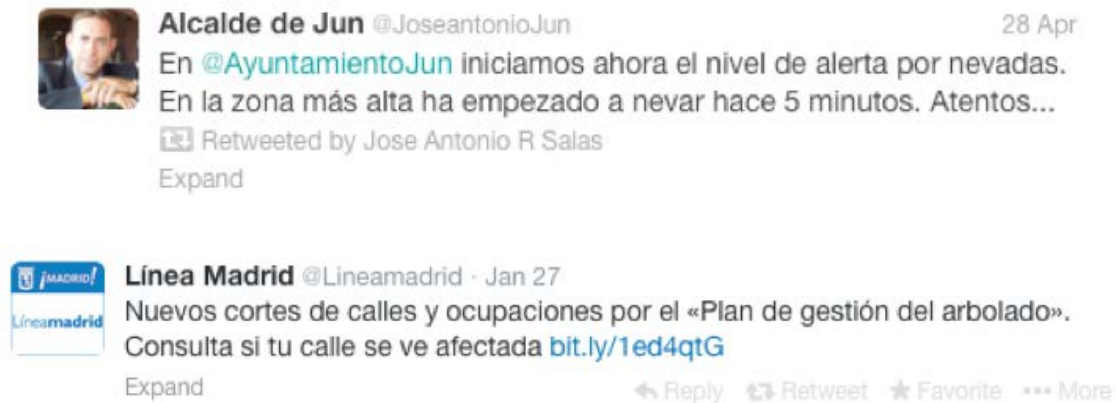 Alcalde de Jun @JoseantonioJun 28 Apr
En @AyuntamientoJun iniciamos ahora el nivel de alerta por nevadas.
En la zona más alta ha empezado a nevar hace 5 minutos. Atentos...
Retweeted by Jose Antonio R Salas
Expand
¡MADRID!
Líneamadrid
Línea Madrid @Lineamadrid · Jan 27
Nuevos cortes de calles y ocupaciones por el «Plan de gestión del arbolado».
Consulta si tu calle se ve afectada bit.ly/1ed4qtG
Expand Reply Retweet Favorite More